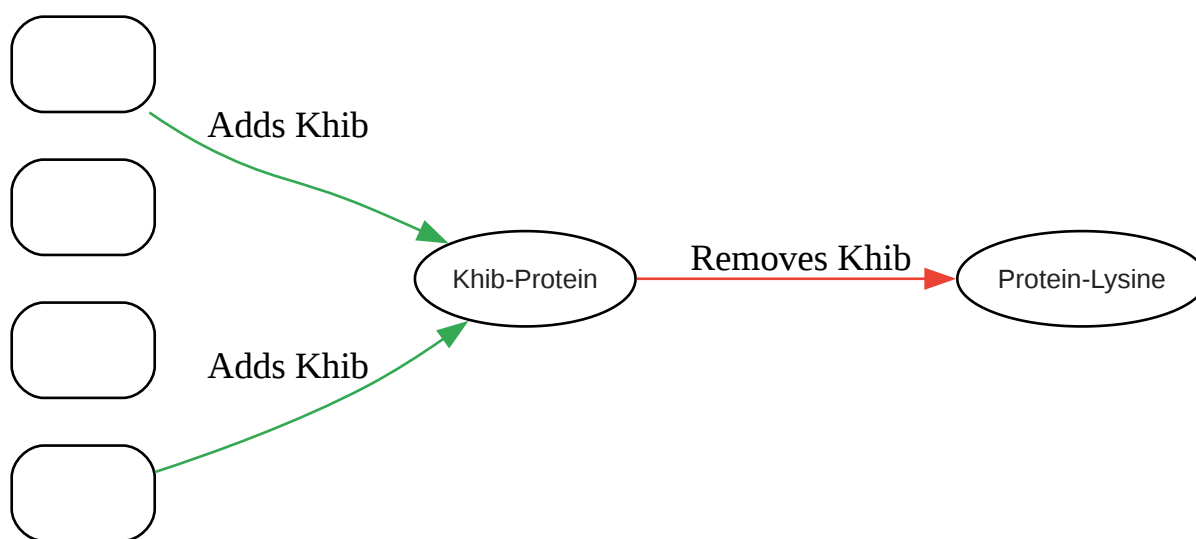 Adds Khib
Khib-Protein
Removes Khib
Protein-Lysine
Adds Khib